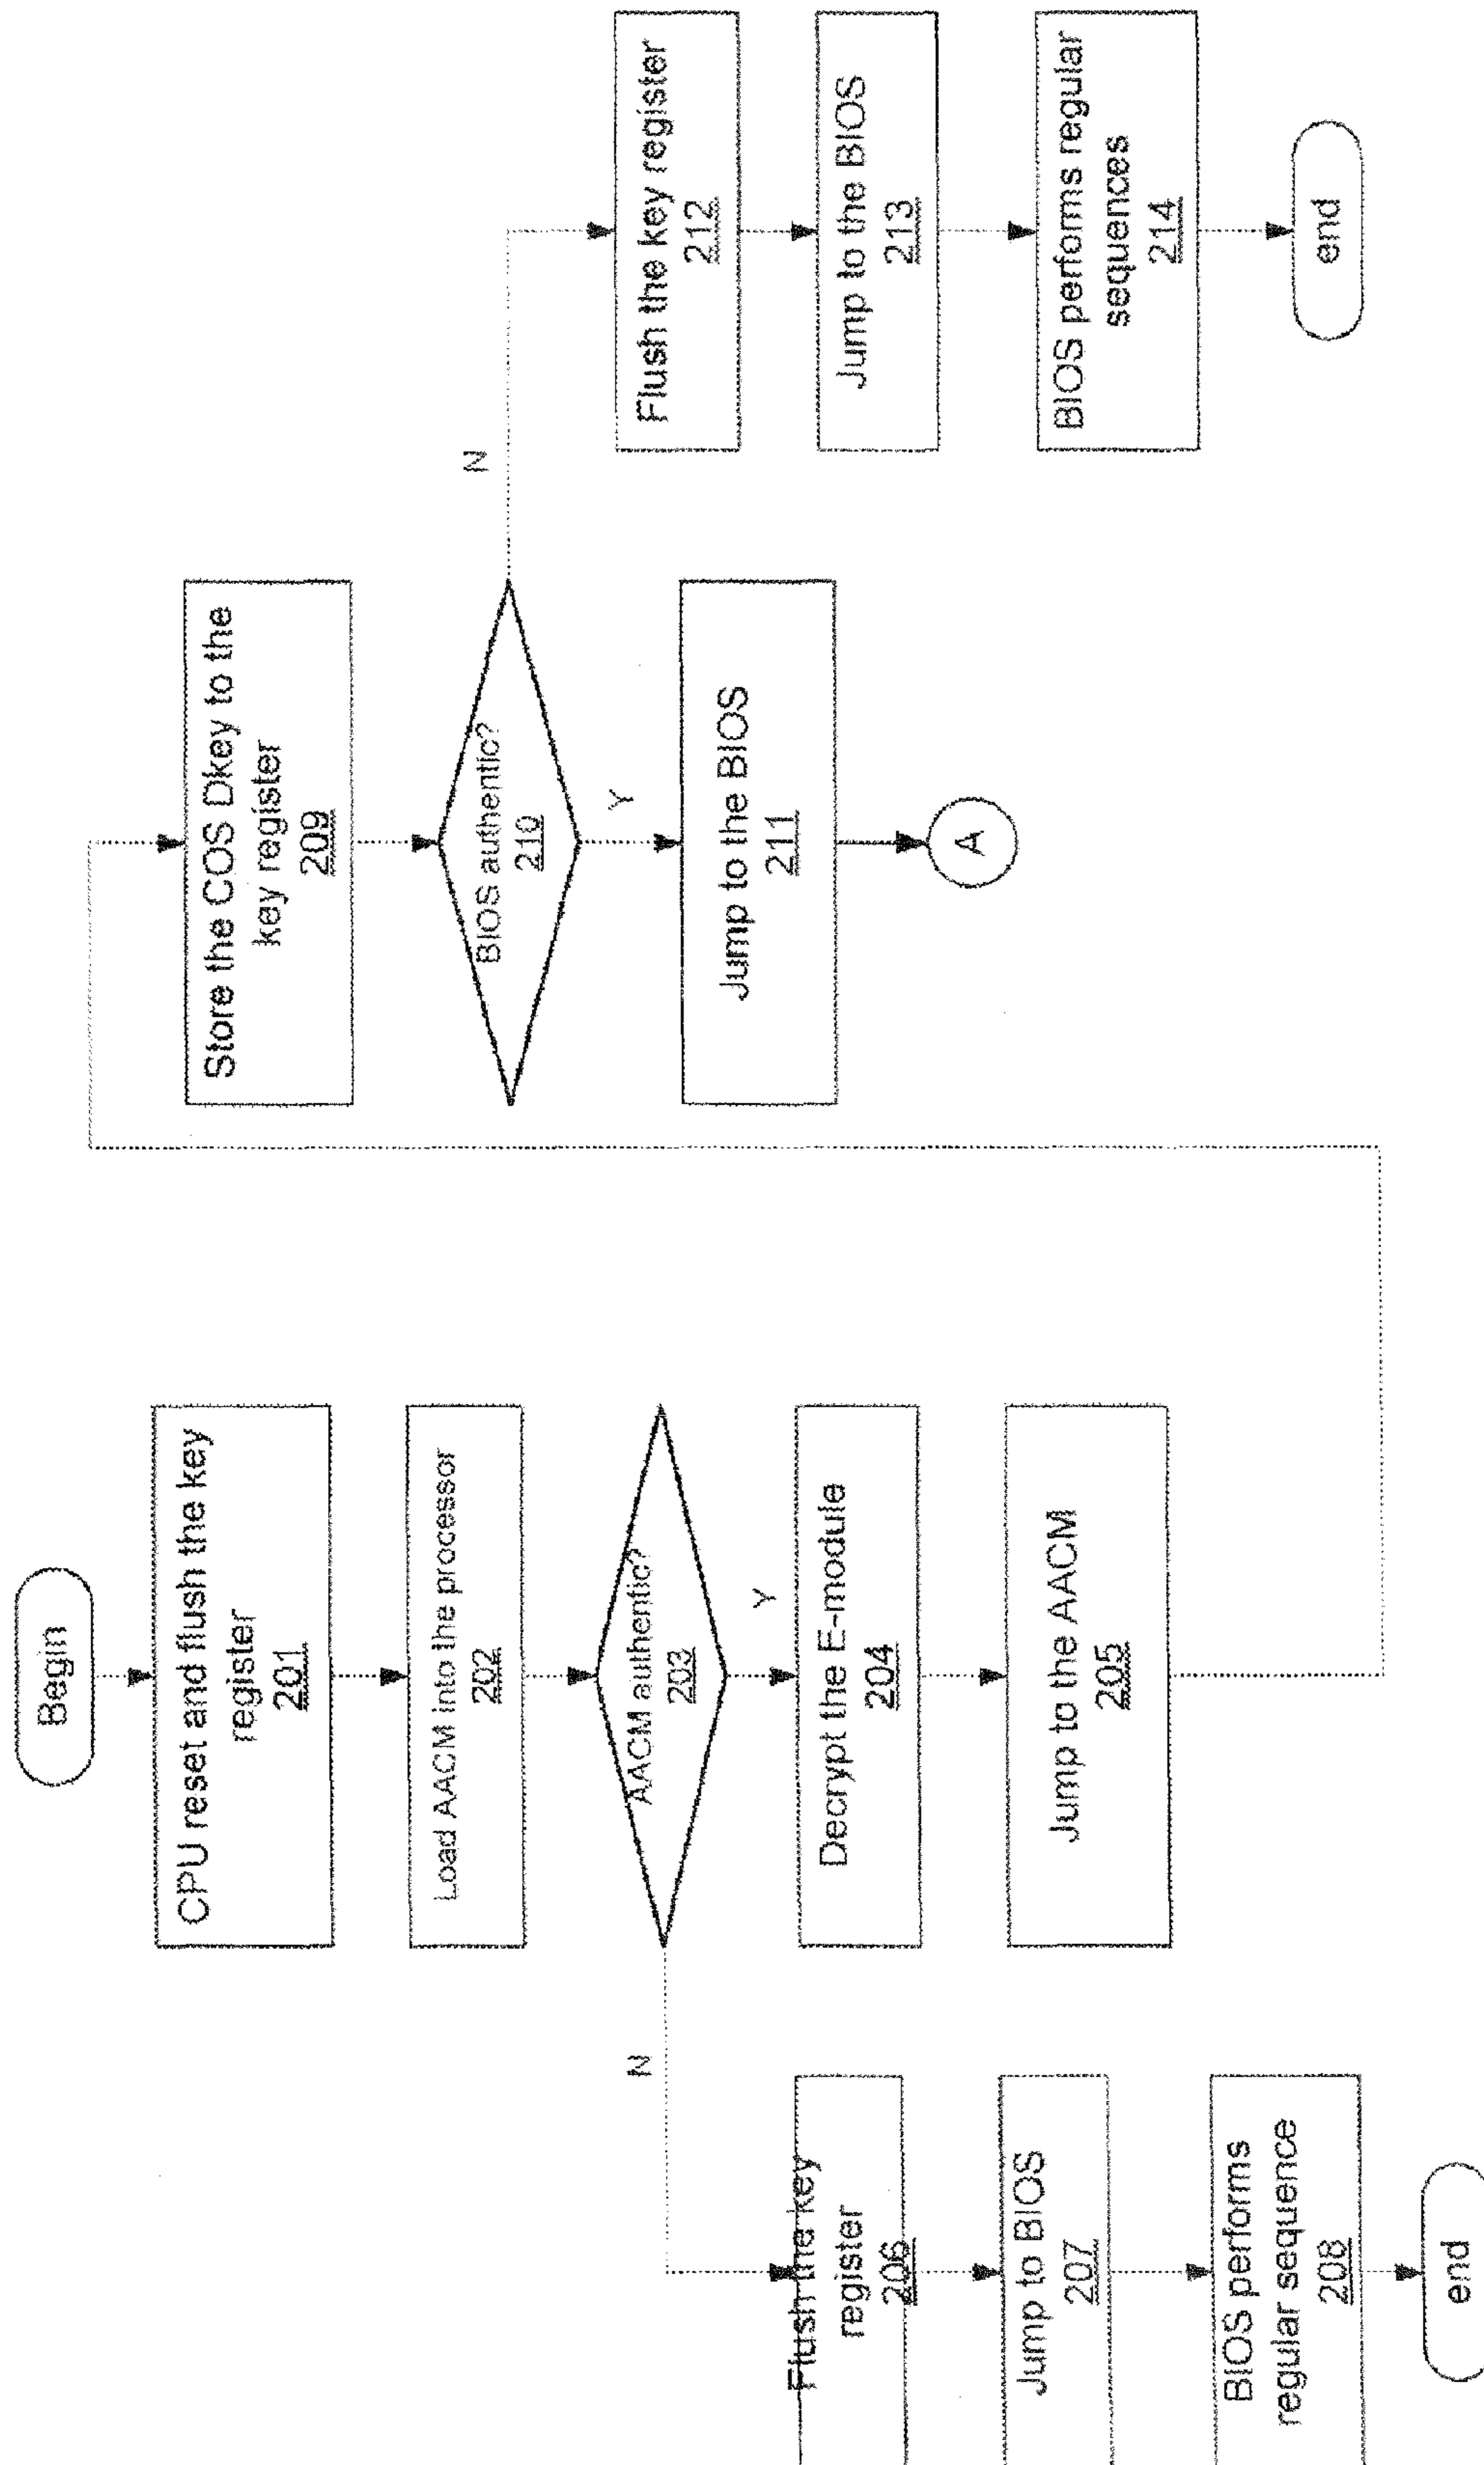 Begin
CPU reset and flush the key
register
201
Load AACM into the processor
202
AACM authentic?
203
N
Y
Decrypt the E-module
204
Jump to the AACM
205
Flush the key
register
206
Jump to BIOS
207
BIOS performs
regular sequence
208
end
Store the COS Dkey to the
key register
209
BIOS authentic?
210
N
Y
Jump to the BIOS
211
A
Flush the key register
212
Jump to the BIOS
213
BIOS performs regular
sequences
214
end